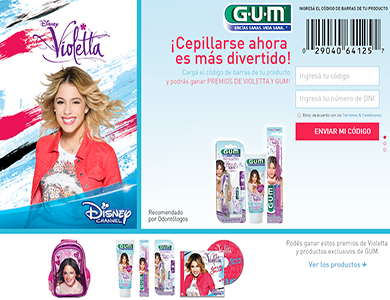 Disney
Violetta
Disney
CHANNEL
G·U·M
ENCÍAS SANAS. VIDA SANA.
¡Cepillarse ahora
es más divertido!
Cargá el código de barras de tu producto
y podrás ganar PREMIOS DE VIOLETTA Y GUM!
Recomendado
por Odontólogos
GUM
GUM
INGRESÁ EL CÓDIGO DE BARRAS DE TU PRODUCTO
0 29040 64125 7
Ingresá tu código
Ingresá tu número de DNI
Estoy de acuerdo con los Términos & Condiciones
ENVIAR MI CÓDIGO
GUM
Violetta
Podés ganar estos premios de Violetta
y productos exclusivos de GUM.
Ver los productos